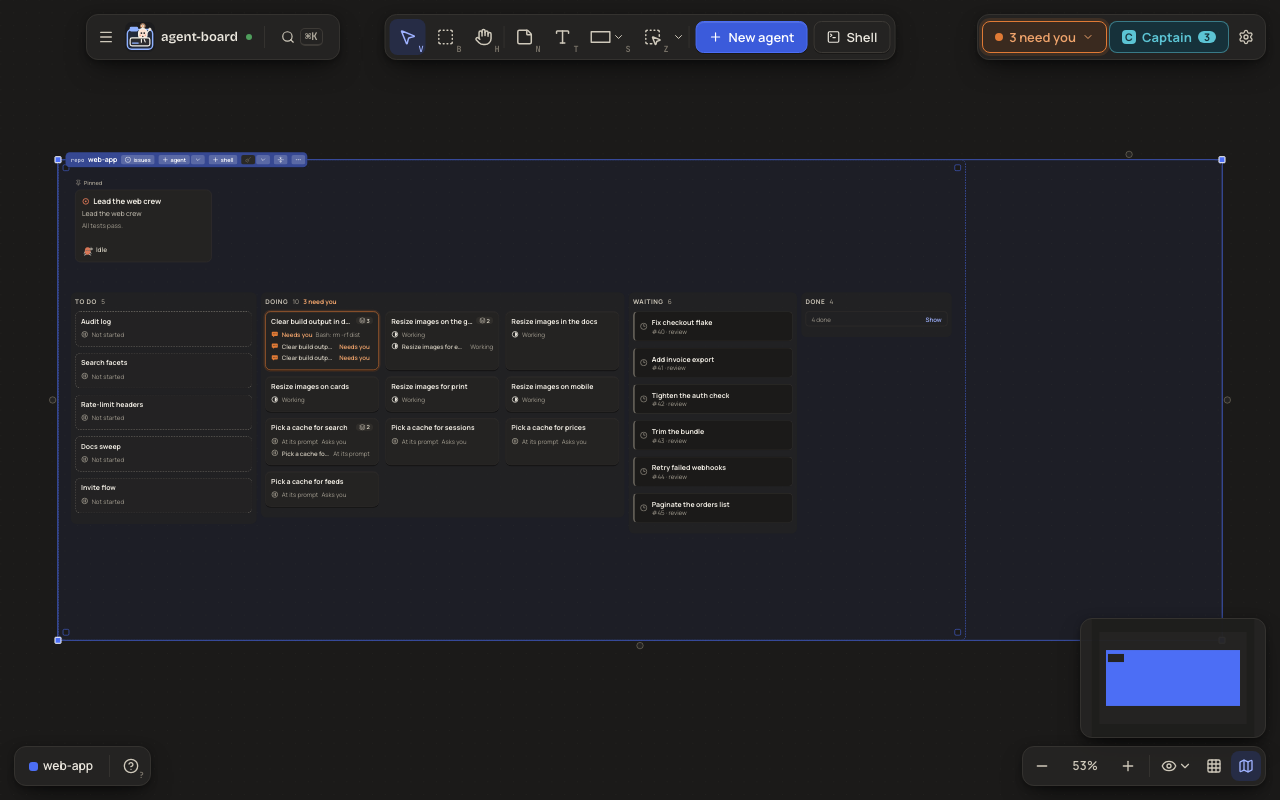 agent-board
⌘K
V
B
H
N
T
S
Z
New agent
Shell
3 need you
C Captain 3
repo web-app issues agent shell
Pinned
Lead the web crew
Lead the web crew
All tests pass.
Idle
TO DO 5
Audit log
Not started
Search facets
Not started
Rate-limit headers
Not started
Docs sweep
Not started
Invite flow
Not started
DOING 10 3 need you
Clear build output in d... 3
Needs you Bash: rm -rf dist
Clear build outp... Needs you
Clear build outp... Needs you
Resize images on the g... 2
Working
Resize images for e... Working
Resize images in the docs
Working
Resize images on cards
Working
Resize images for print
Working
Resize images on mobile
Working
Pick a cache for search 2
At its prompt Asks you
Pick a cache fo... At its prompt
Pick a cache for sessions
At its prompt Asks you
Pick a cache for prices
At its prompt Asks you
Pick a cache for feeds
At its prompt Asks you
WAITING 6
Fix checkout flake
#40 · review
Add invoice export
#41 · review
Tighten the auth check
#42 · review
Trim the bundle
#43 · review
Retry failed webhooks
#44 · review
Paginate the orders list
#45 · review
DONE 4
4 done Show
web-app
?
53%